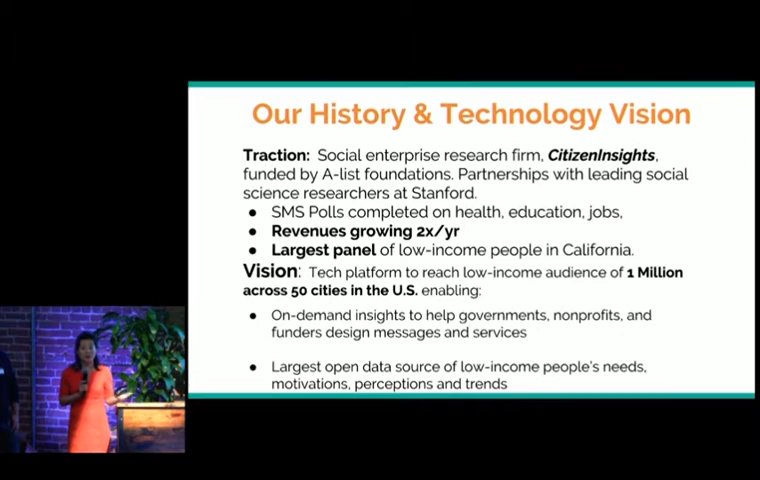 Our History & Technology Vision
Traction: Social enterprise research firm, CitizenInsights,
funded by A-list foundations. Partnerships with leading social
science researchers at Stanford.
● SMS Polls completed on health, education, jobs,
● Revenues growing 2x/yr
● Largest panel of low-income people in California.
Vision: Tech platform to reach low-income audience of 1 Million
across 50 cities in the U.S. enabling:
● On-demand insights to help governments, nonprofits, and
funders design messages and services
● Largest open data source of low-income people's needs,
motivations, perceptions and trends